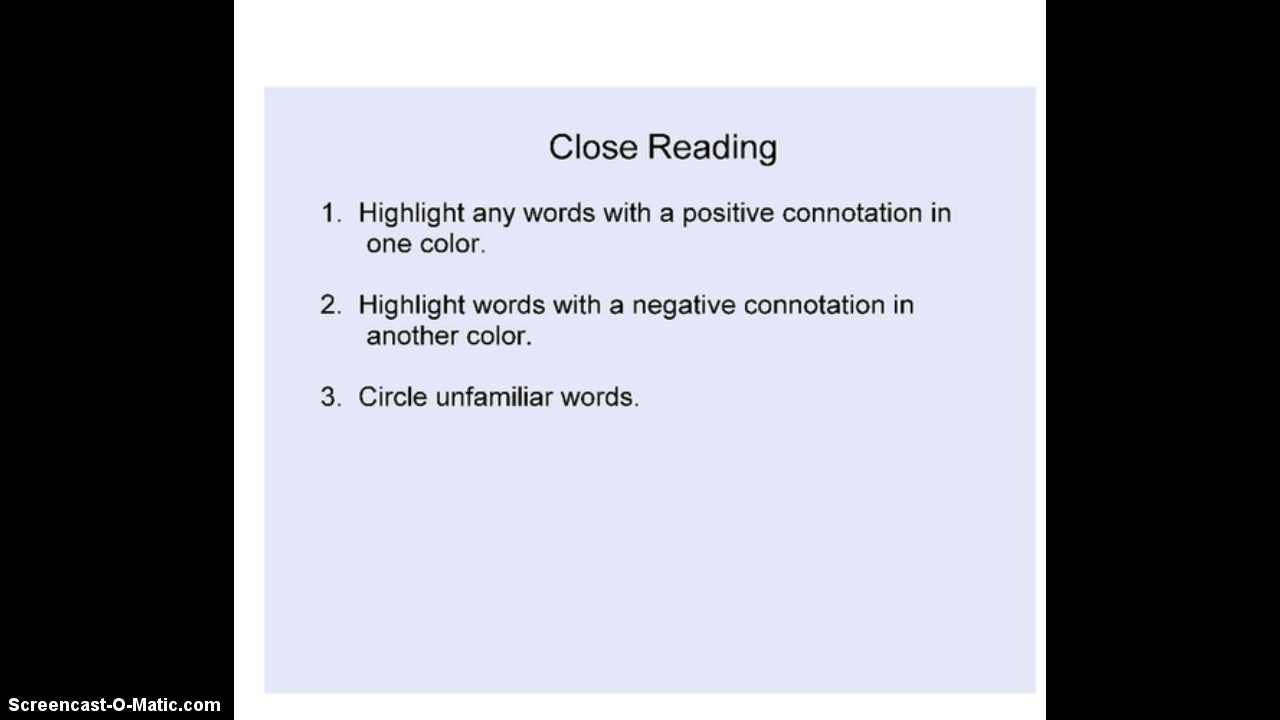 Close Reading
1. Highlight any words with a positive connotation in
one color.
2. Highlight words with a negative connotation in
another color.
3. Circle unfamiliar words.
Screencast-O-Matic.com